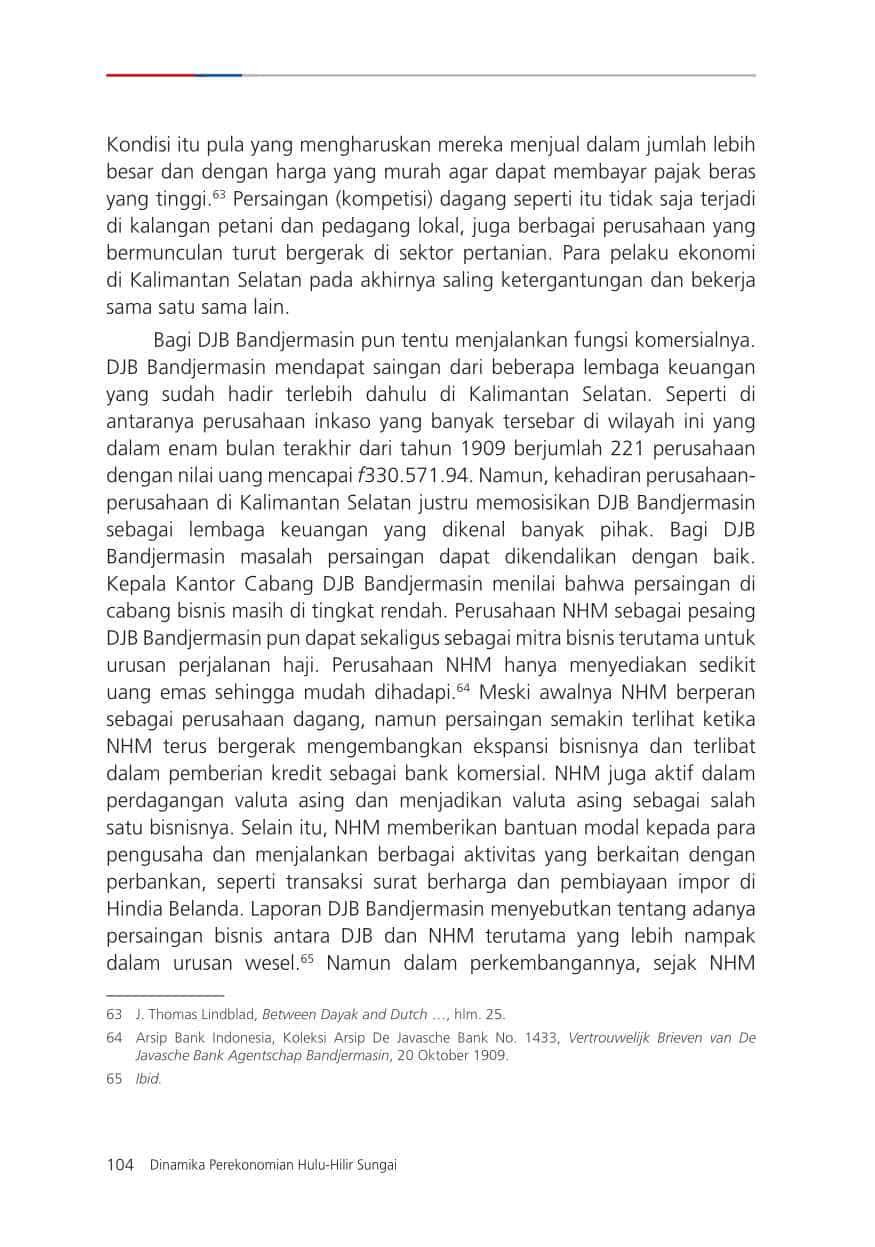 Kondisi itu pula yang mengharuskan mereka menjual dalam jumlah lebih
besar dan dengan harga yang murah agar dapat membayar pajak beras
yang tinggi.63 Persaingan (kompetisi) dagang seperti itu tidak saja terjadi
di kalangan petani dan pedagang lokal, juga berbagai perusahaan yang
bermunculan turut bergerak di sektor pertanian. Para pelaku ekonomi
di Kalimantan Selatan pada akhirnya saling ketergantungan dan bekerja
sama satu sama lain.
Bagi DJB Bandjermasin pun tentu menjalankan fungsi komersialnya.
DJB Bandjermasin mendapat saingan dari beberapa lembaga keuangan
yang sudah hadir terlebih dahulu di Kalimantan Selatan. Seperti di
antaranya perusahaan inkaso yang banyak tersebar di wilayah ini yang
dalam enam bulan terakhir dari tahun 1909 berjumlah 221 perusahaan
dengan nilai uang mencapai f330.571.94. Namun, kehadiran perusahaan-
perusahaan di Kalimantan Selatan justru memosisikan DJB Bandjermasin
sebagai lembaga keuangan yang dikenal banyak pihak. Bagi DJB
Bandjermasin masalah persaingan dapat dikendalikan dengan baik.
Kepala Kantor Cabang DJB Bandjermasin menilai bahwa persaingan di
cabang bisnis masih di tingkat rendah. Perusahaan NHM sebagai pesaing
DJB Bandjermasin pun dapat sekaligus sebagai mitra bisnis terutama untuk
urusan perjalanan haji. Perusahaan NHM hanya menyediakan sedikit
uang emas sehingga mudah dihadapi.64 Meski awalnya NHM berperan
sebagai perusahaan dagang, namun persaingan semakin terlihat ketika
NHM terus bergerak mengembangkan ekspansi bisnisnya dan terlibat
dalam pemberian kredit sebagai bank komersial. NHM juga aktif dalam
perdagangan valuta asing dan menjadikan valuta asing sebagai salah
satu bisnisnya. Selain itu, NHM memberikan bantuan modal kepada para
pengusaha dan menjalankan berbagai aktivitas yang berkaitan dengan
perbankan, seperti transaksi surat berharga dan pembiayaan impor di
Hindia Belanda. Laporan DJB Bandjermasin menyebutkan tentang adanya
persaingan bisnis antara DJB dan NHM terutama yang lebih nampak
dalam urusan wesel.65 Namun dalam perkembangannya, sejak NHM
63 J. Thomas Lindblad, Between Dayak and Dutch …, hlm. 25.
64 Arsip Bank Indonesia, Koleksi Arsip De Javasche Bank No. 1433, Vertrouwelijk Brieven van De
Javasche Bank Agentschap Bandjermasin, 20 Oktober 1909.
65 Ibid.
104 Dinamika Perekonomian Hulu-Hilir Sungai